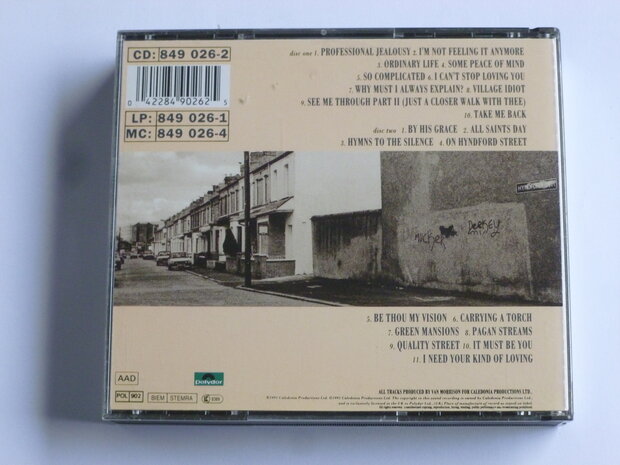 CD: 849 026-2
0 42284 90262 5
LP: 849 026-1
MC: 849 026-4
disc one 1. PROFESSIONAL JEALOUSY 2. I'M NOT FEELING IT ANYMORE
3. ORDINARY LIFE 4. SOME PEACE OF MIND
5. SO COMPLICATED 6. I CAN'T STOP LOVING YOU
7. WHY MUST I ALWAYS EXPLAIN? 8. VILLAGE IDIOT
9. SEE ME THROUGH PART II (JUST A CLOSER WALK WITH THEE)
10. TAKE ME BACK
disc two 1. BY HIS GRACE 2. ALL SAINTS DAY
3. HYMNS TO THE SILENCE 4. ON HYNDFORD STREET
5. BE THOU MY VISION 6. CARRYING A TORCH
7. GREEN MANSIONS 8. PAGAN STREAMS
9. QUALITY STREET 10. IT MUST BE YOU
11. I NEED YOUR KIND OF LOVING
AAD
polydor
POL 902
BIEM STEMRA
ALL TRACKS PRODUCED BY VAN MORRISON FOR CALEDONIA PRODUCTIONS LTD.